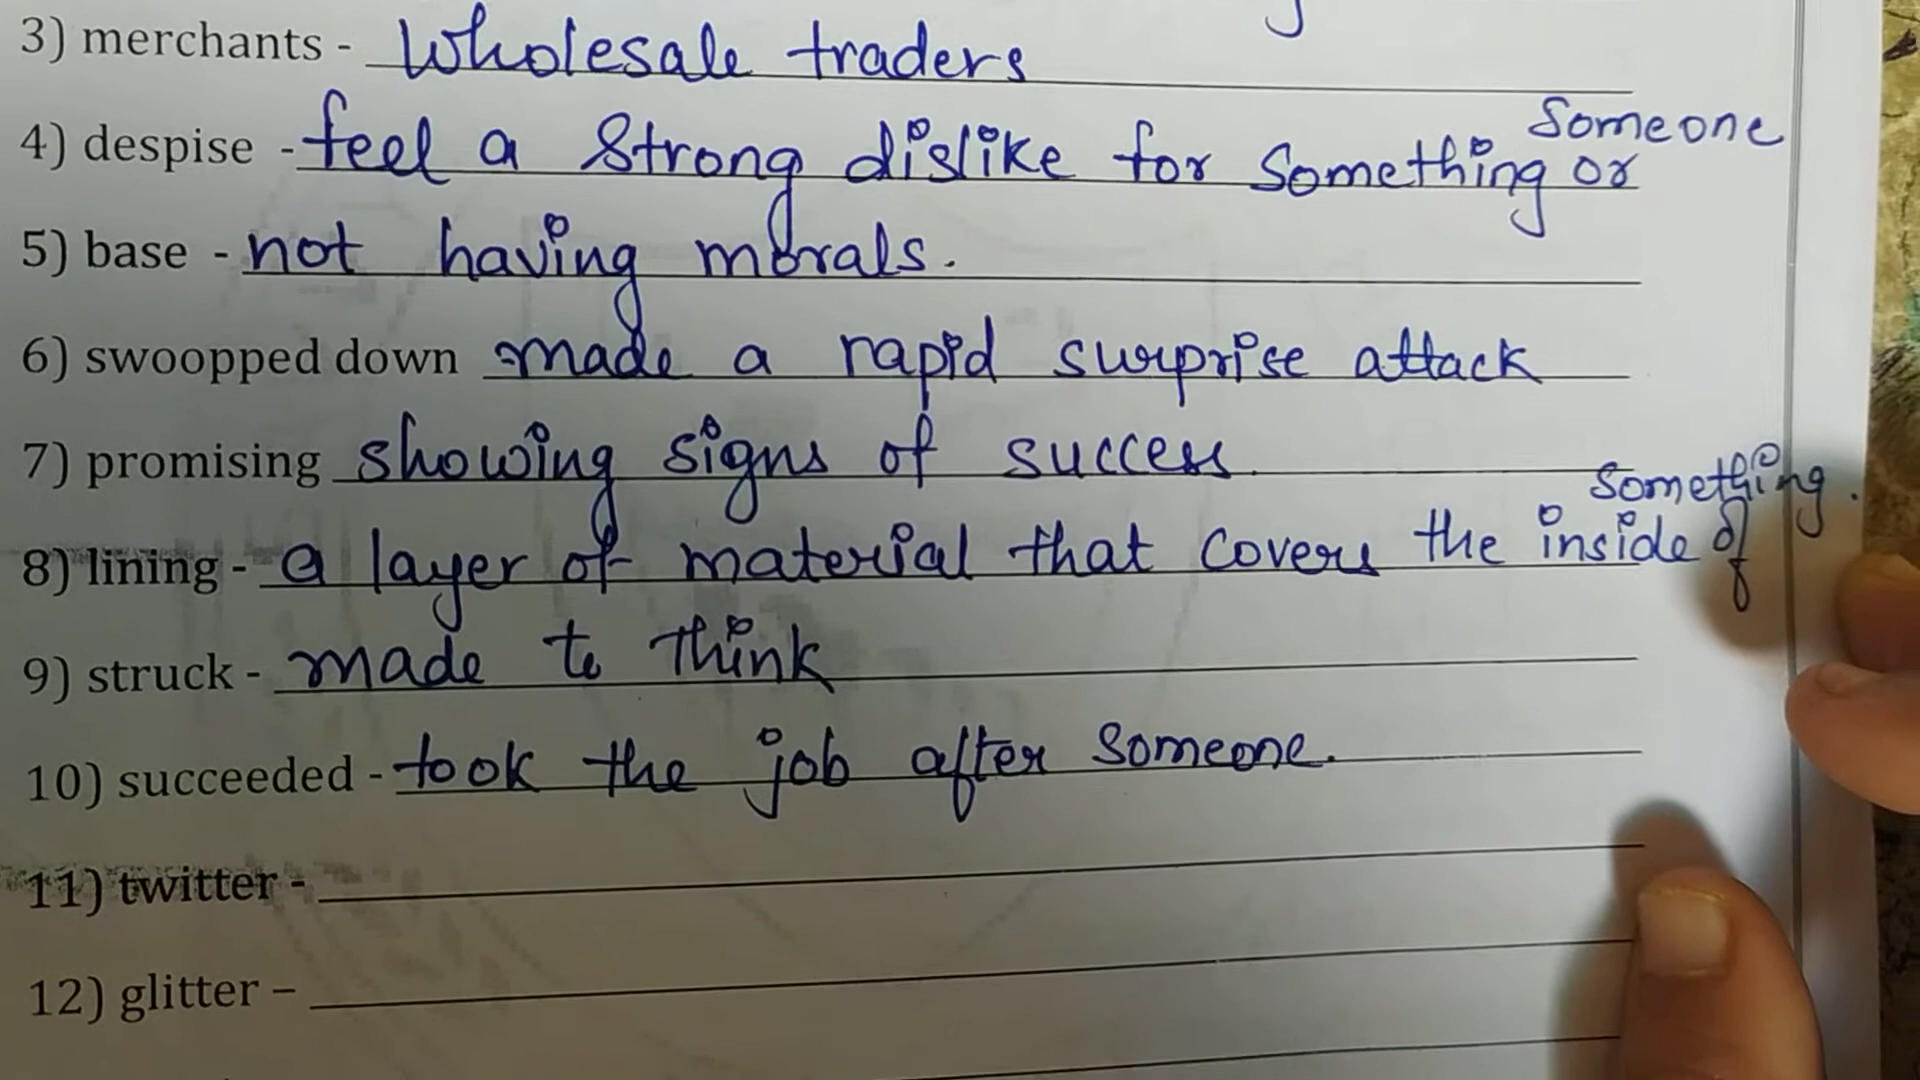 3) merchants - Wholesale traders
4) despise - feel a strong dislike for something or someone
5) base - not having morals.
6) swoopped down - made a rapid surprise attack
7) promising showing signs of success
8) lining - a layer of material that covers the inside of something.
9) struck - made to think
10) succeeded - took the job after someone.
11) twitter -
12) glitter –